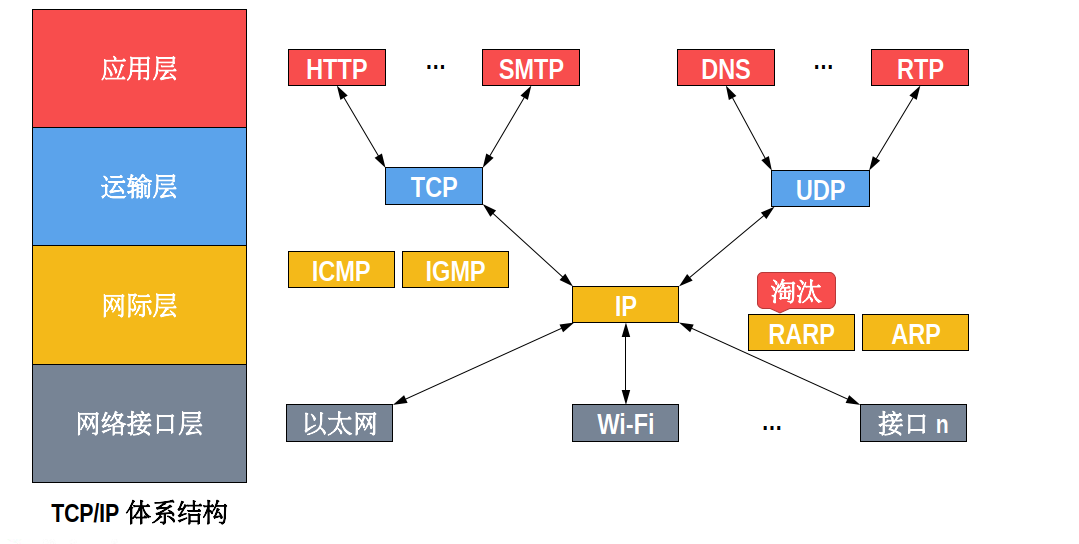 应用层
HTTP ... SMTP DNS ... RTP
运输层
TCP UDP
ICMP IGMP
网际层
IP
淘汰
RARP ARP
网络接口层
以太网 Wi-Fi ... 接口 n
TCP/IP 体系结构